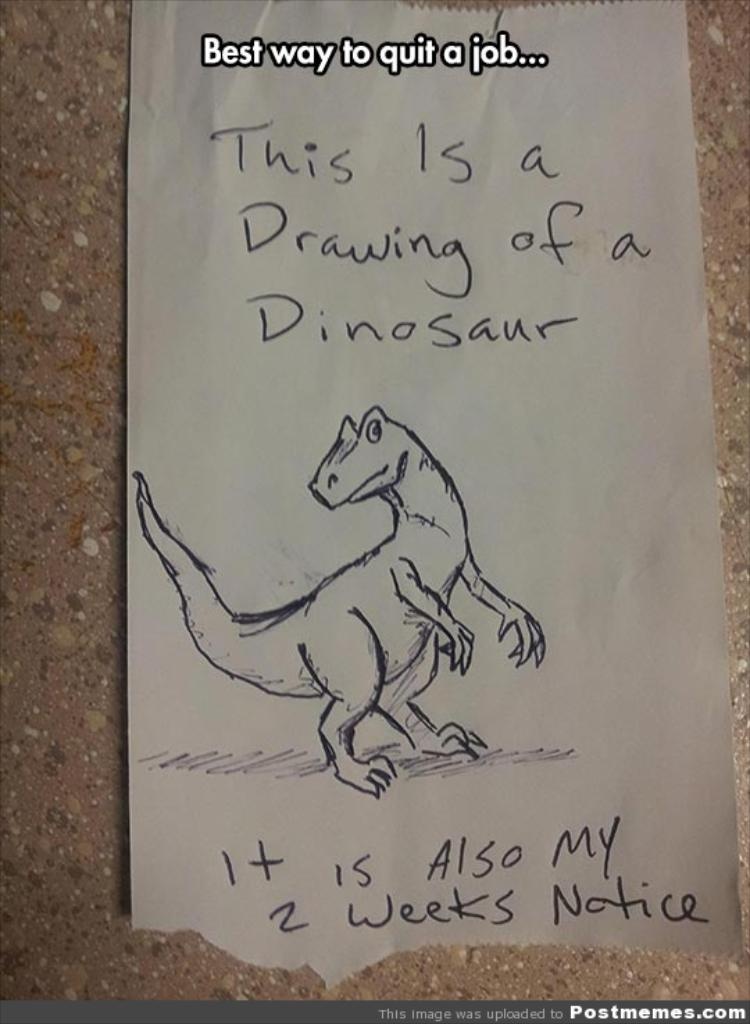 Best way to quit a job...
This Is a
Drawing of a
Dinosaur
It is Also My
2 Weeks Notice
This image was uploaded to Postmemes.com